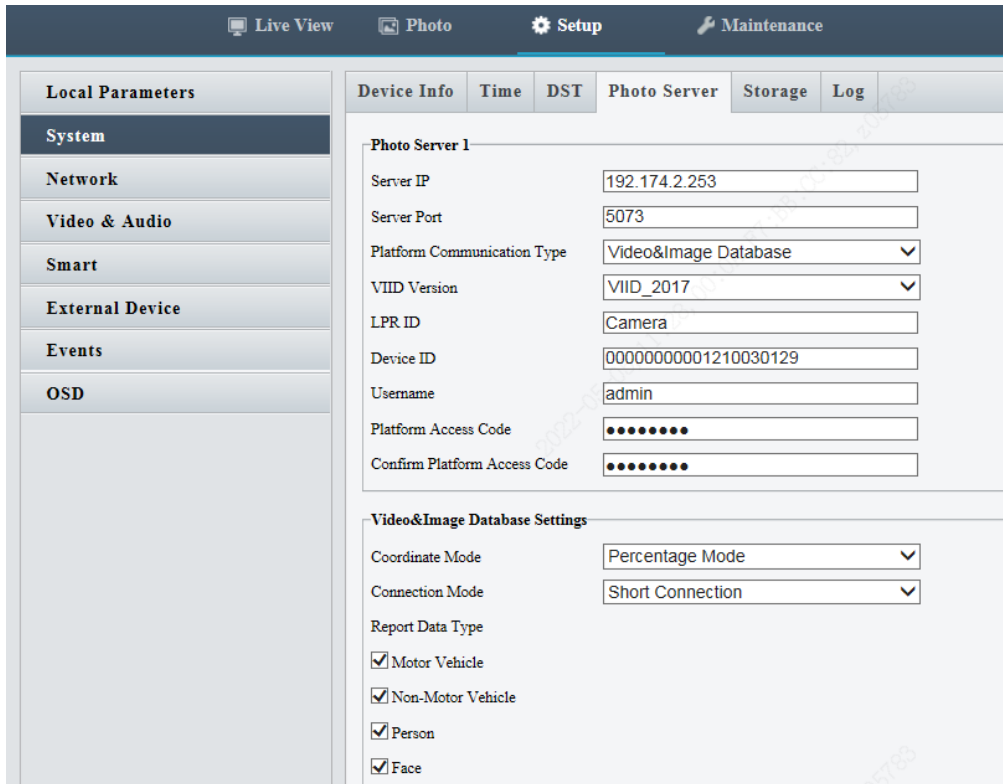 Live View Photo Setup Maintenance
Local Parameters
System
Network
Video & Audio
Smart
External Device
Events
OSD
Device Info Time DST Photo Server Storage Log
Photo Server 1
Server IP 192.174.2.253
Server Port 5073
Platform Communication Type Video&Image Database
VIID Version VIID_2017
LPR ID Camera
Device ID 00000000001210030129
Username admin
Platform Access Code ●●●●●●●●
Confirm Platform Access Code ●●●●●●●●
Video&Image Database Settings
Coordinate Mode Percentage Mode
Connection Mode Short Connection
Report Data Type
Motor Vehicle
Non-Motor Vehicle
Person
Face